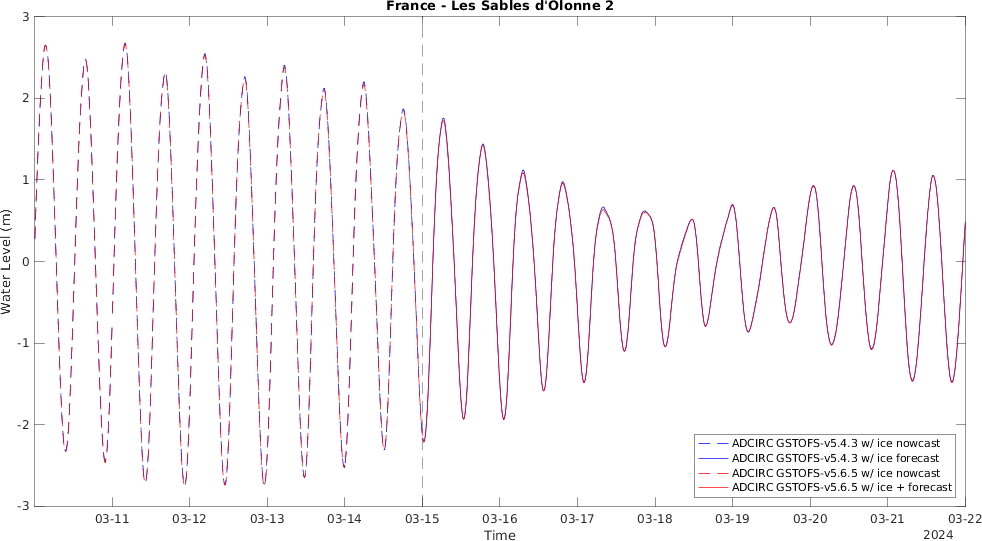 France - Les Sables d'Olonne 2
3
2
1
0
-1
-2
-3
Water Level (m)
ADCIRC GSTOFS-v5.4.3 w/ ice nowcast
ADCIRC GSTOFS-v5.4.3 w/ ice forecast
ADCIRC GSTOFS-v5.6.5 w/ ice nowcast
ADCIRC GSTOFS-v5.6.5 w/ ice + forecast
03-11 03-12 03-13 03-14 03-15 03-16 03-17 03-18 03-19 03-20 03-21 03-22
Time 2024